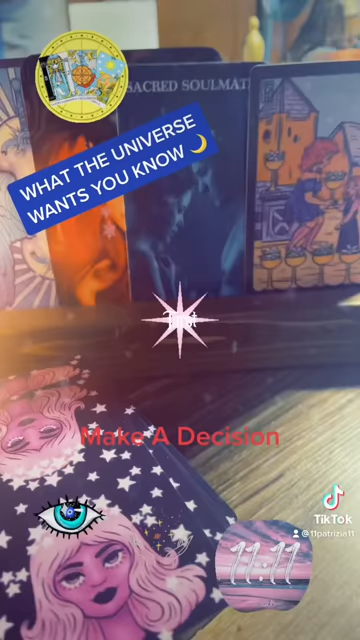 SACRED SOULMAT
WHAT THE UNIVERSE
WANTS YOU KNOW
Make A Decision
TikTok
@11patrizia11
11:11